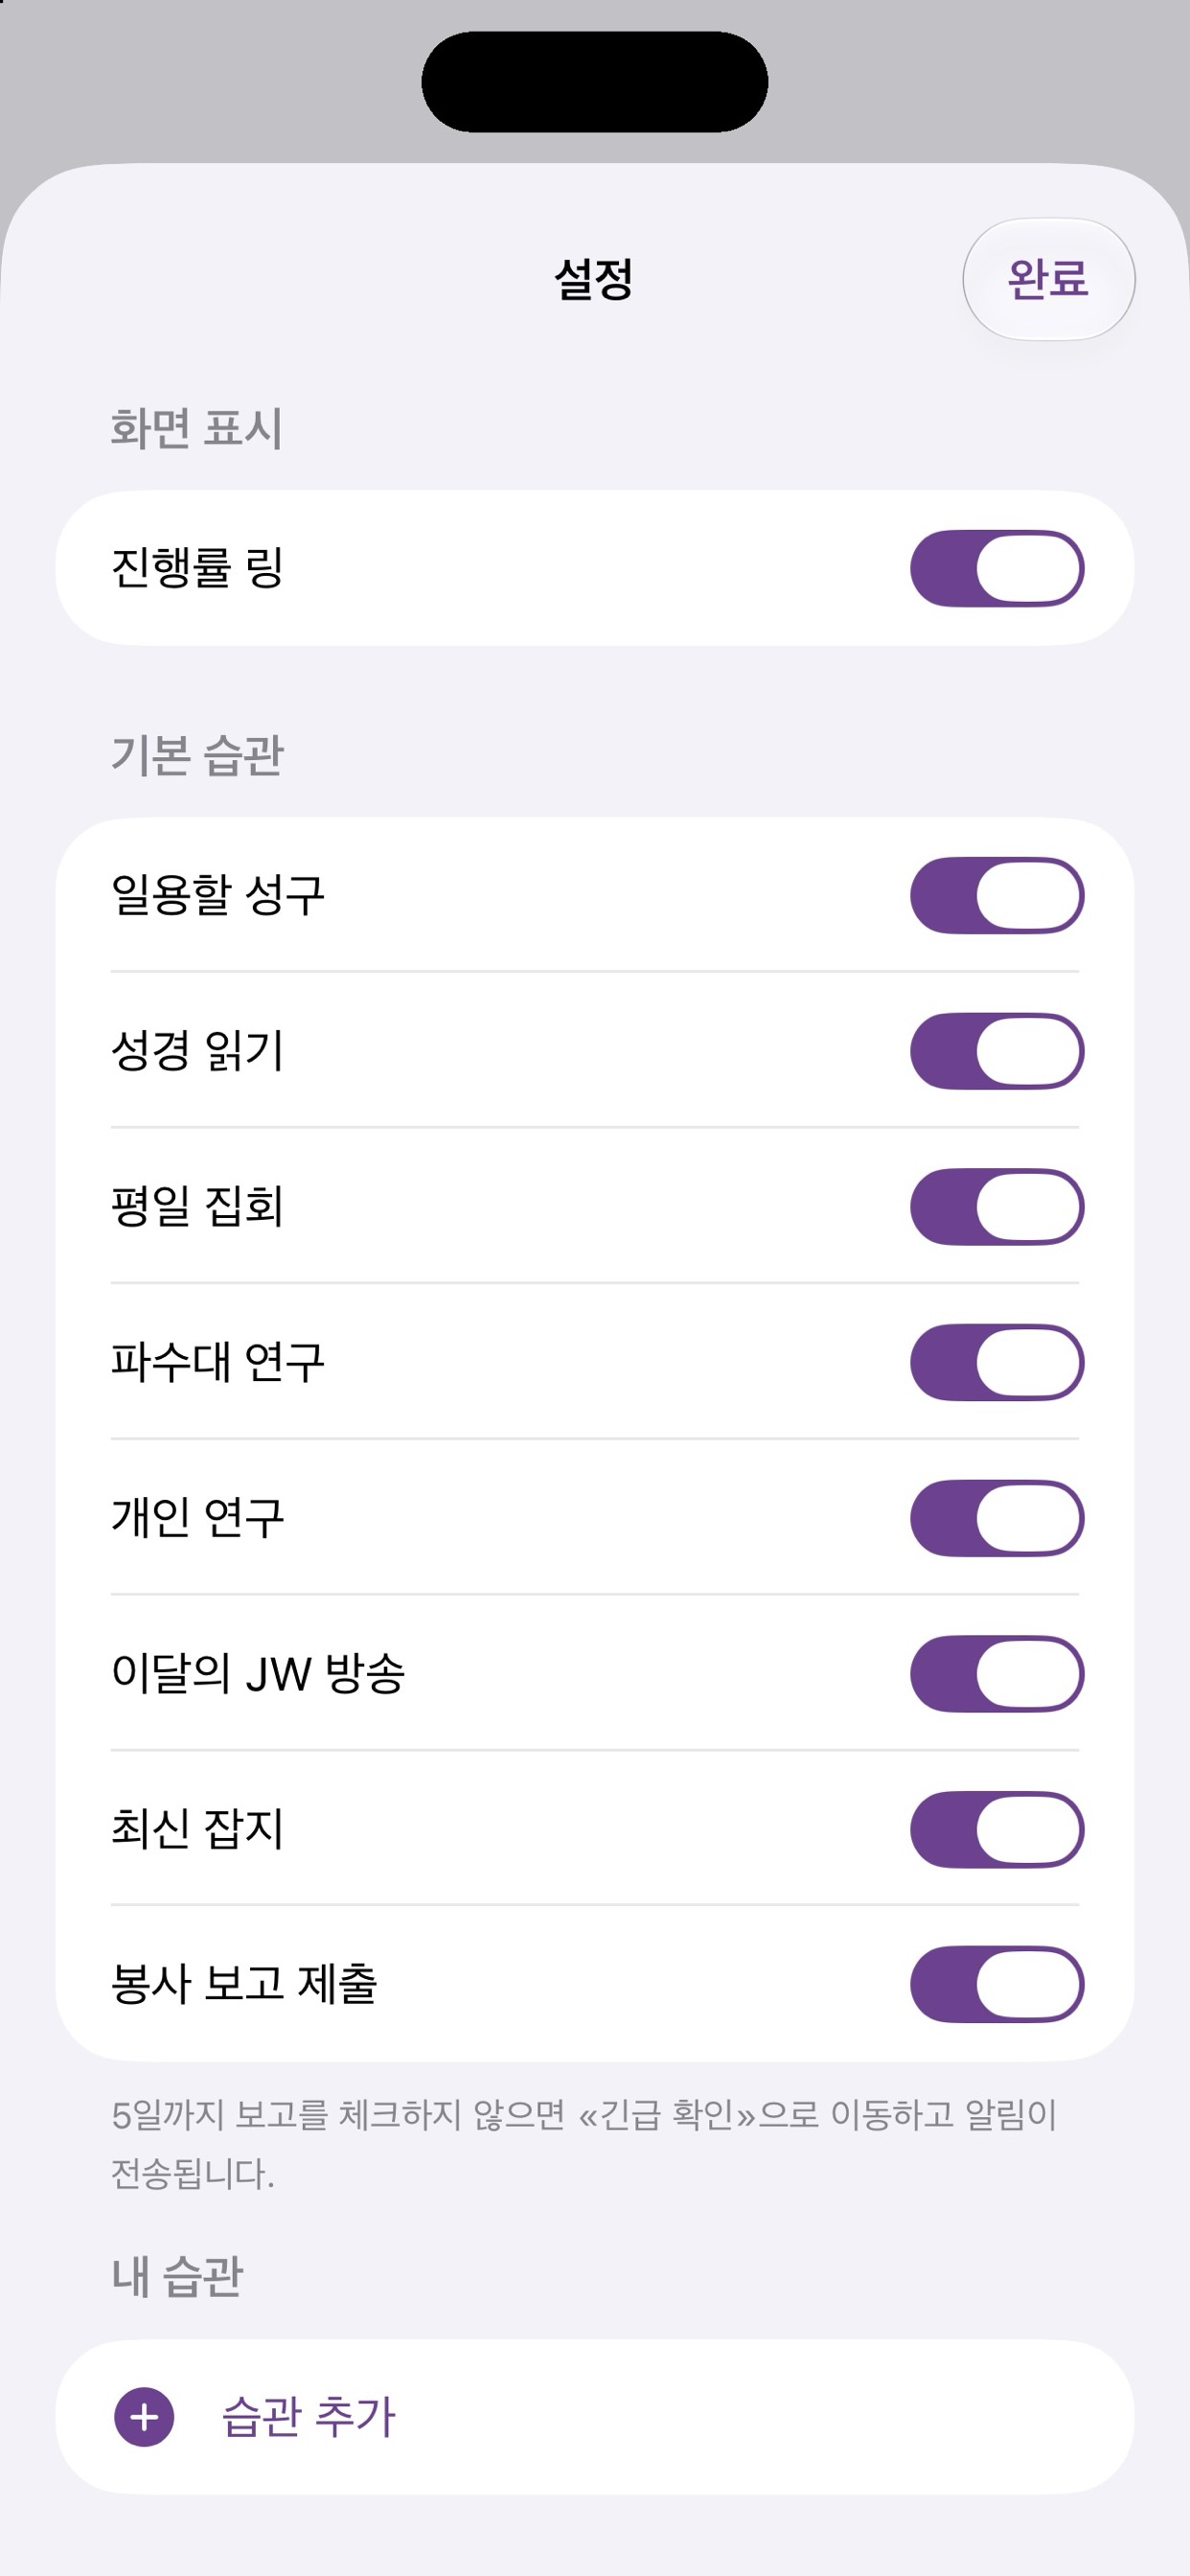 설정
완료
화면 표시
진행률 링
기본 습관
일용할 성구
성경 읽기
평일 집회
파수대 연구
개인 연구
이달의 JW 방송
최신 잡지
봉사 보고 제출
5일까지 보고를 체크하지 않으면 «긴급 확인»으로 이동하고 알림이
전송됩니다.
내 습관
습관 추가